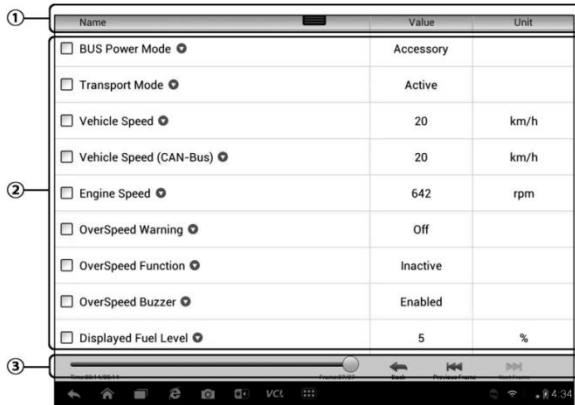 ①
Name Value Unit
②
BUS Power Mode Accessory
Transport Mode Active
Vehicle Speed 20 km/h
Vehicle Speed (CAN-Bus) 20 km/h
Engine Speed 642 rpm
OverSpeed Warning Off
OverSpeed Function Inactive
OverSpeed Buzzer Enabled
Displayed Fuel Level 5 %
③
Back Previous Frame Next Frame
VCI
4:34